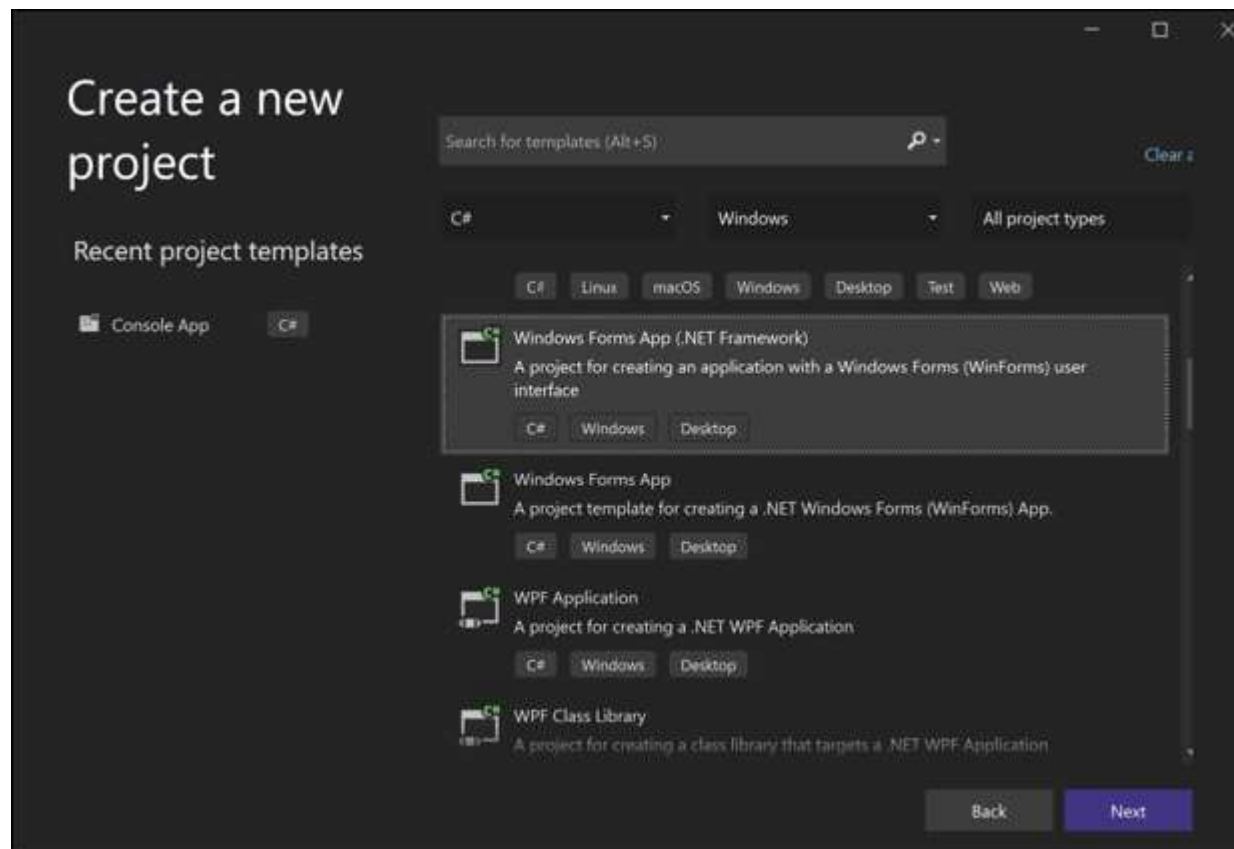 Create a new
project
Search for templates (Alt+S)
Clear
C#
Windows
All project types
Recent project templates
Console App
C#
C# Linux macOS Windows Desktop Test Web
C#
Windows Forms App (.NET Framework)
A project for creating an application with a Windows Forms (WinForms) user
interface
C# Windows Desktop
C#
Windows Forms App
A project template for creating a .NET Windows Forms (WinForms) App.
C# Windows Desktop
C#
WPF Application
A project for creating a .NET WPF Application
C# Windows Desktop
C#
WPF Class Library
A project for creating a class library that targets a .NET WPF Application
Back
Next